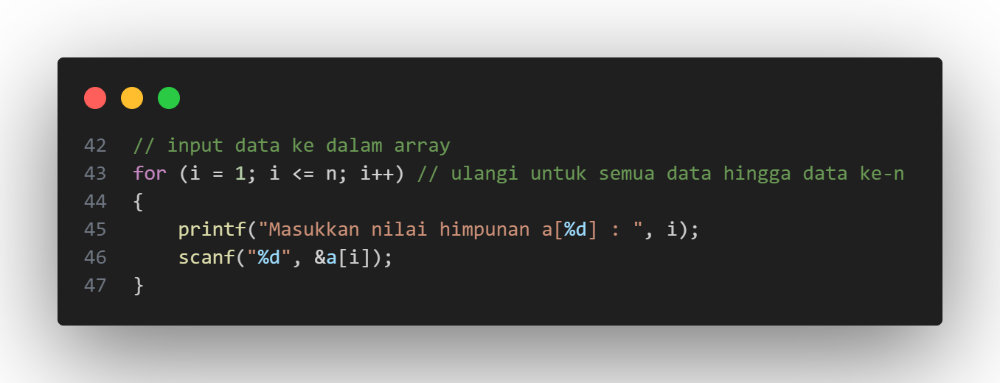 42 // input data ke dalam array
43 for (i = 1; i <= n; i++) // ulangi untuk semua data hingga data ke-n
44 {
45     printf("Masukkan nilai himpunan a[%d] : ", i);
46     scanf("%d", &a[i]);
47 }